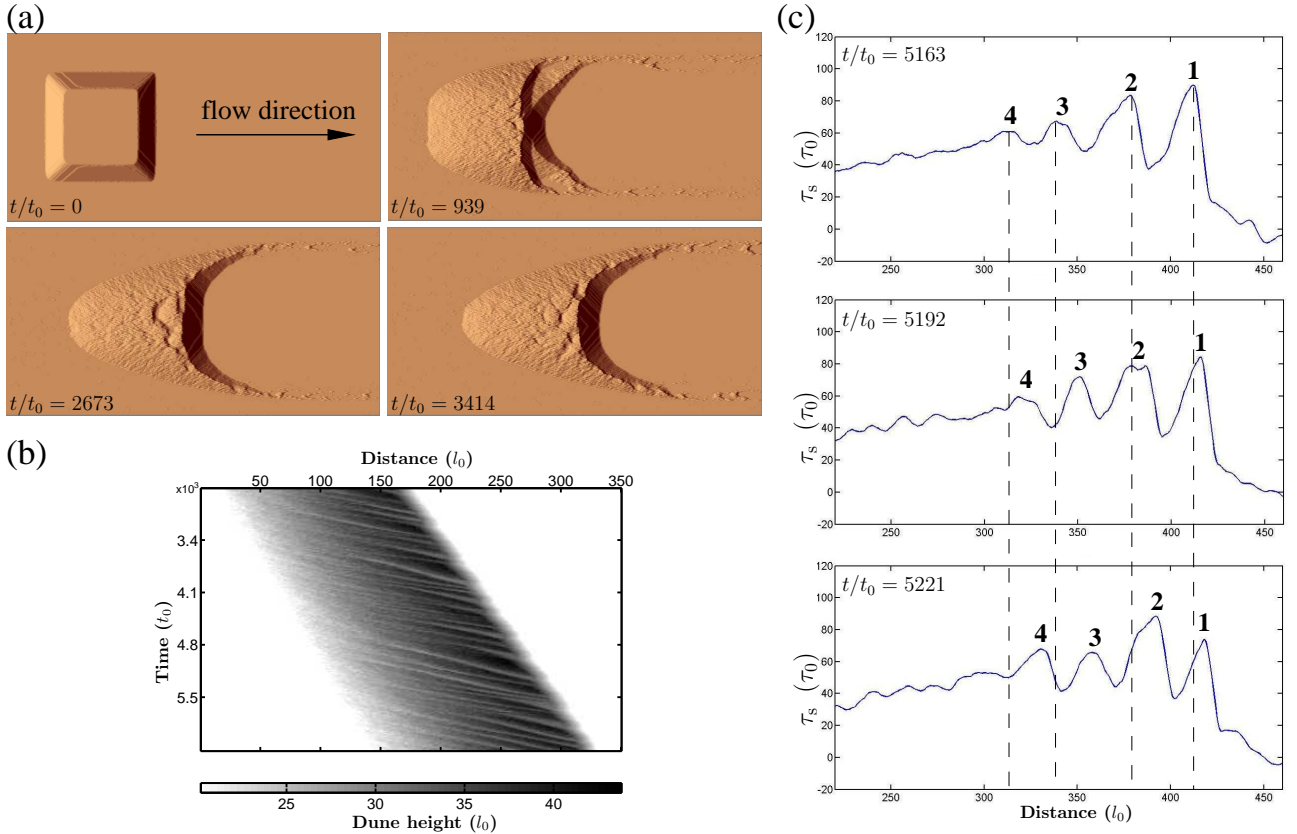 (a)
flow direction
t/t₀ = 0
t/t₀ = 939
t/t₀ = 2673
t/t₀ = 3414
(b)
Distance (l₀)
50 100 150 200 250 300 350
×10³
3.4
4.1
4.8
5.5
Time (t₀)
25 30 35 40
Dune height (l₀)
(c)
t/t₀ = 5163
120
100
80
60
40
20
0
-20
τₛ (τ₀)
4 3 2 1
250 300 350 400 450
t/t₀ = 5192
120
100
80
60
40
20
0
-20
τₛ (τ₀)
4 3 2 1
250 300 350 400 450
t/t₀ = 5221
120
100
80
60
40
20
0
-20
τₛ (τ₀)
4 3 2 1
250 300 350 400 450
Distance (l₀)